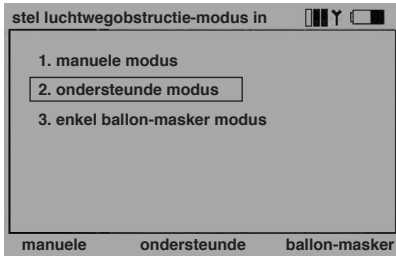 stel luchtwegobstructie-modus in
1. manuele modus
2. ondersteunde modus
3. enkel ballon-masker modus
manuele ondersteunde ballon-masker